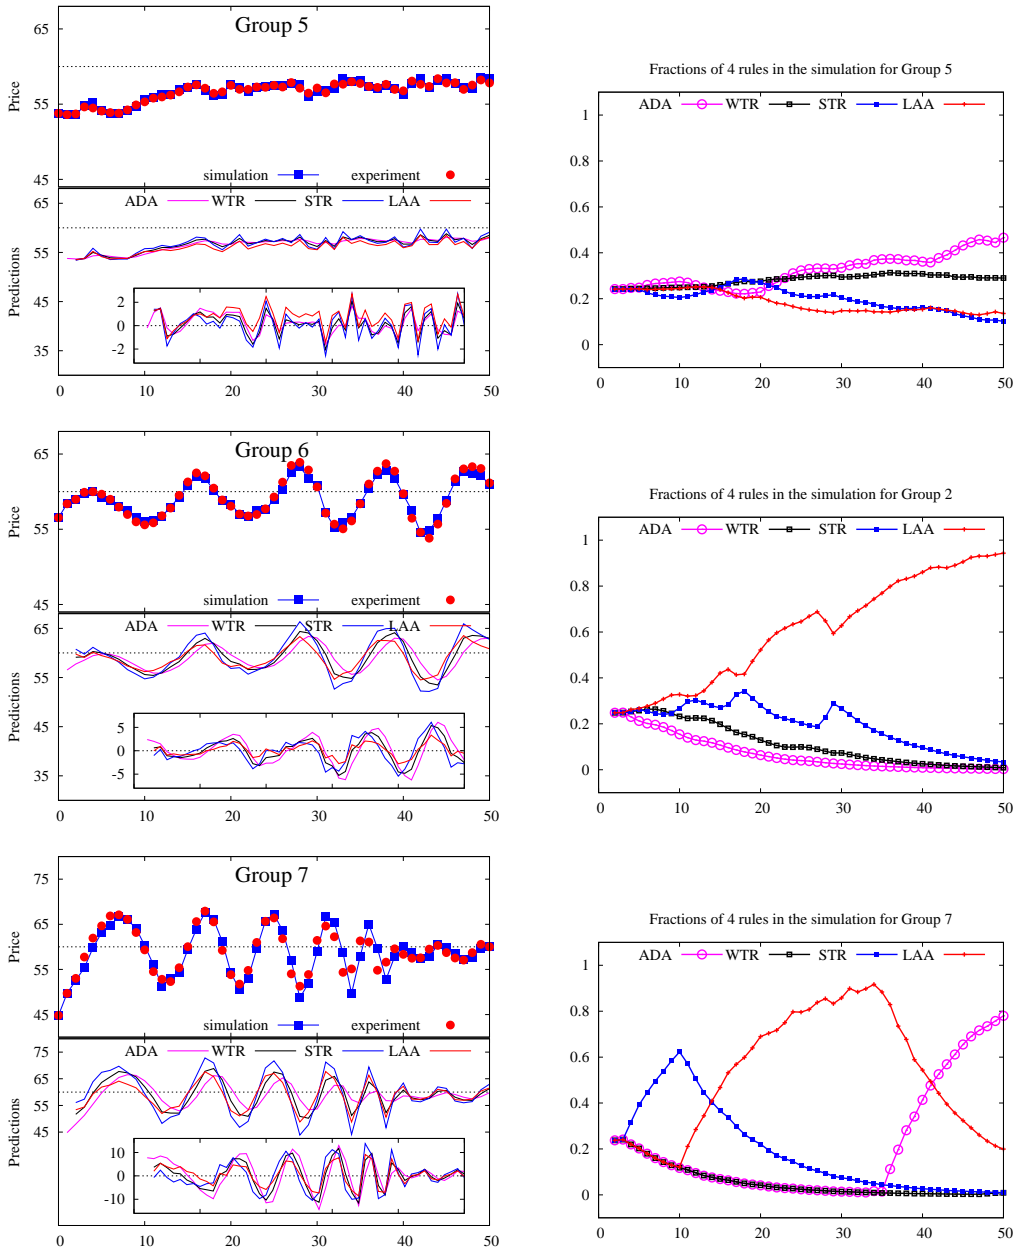 Group 5
65
55
45
Price
simulation experiment
ADA WTR STR LAA
65
55
45
35
Predictions
2
0
-2
0 10 20 30 40 50
Fractions of 4 rules in the simulation for Group 5
ADA WTR STR LAA
1
0.8
0.6
0.4
0.2
0
0 10 20 30 40 50
Group 6
65
55
45
Price
simulation experiment
ADA WTR STR LAA
65
55
45
35
Predictions
5
0
-5
0 10 20 30 40 50
Fractions of 4 rules in the simulation for Group 2
ADA WTR STR LAA
1
0.8
0.6
0.4
0.2
0
0 10 20 30 40 50
Group 7
75
65
55
45
Price
simulation experiment
ADA WTR STR LAA
75
65
55
45
Predictions
10
0
-10
0 10 20 30 40 50
Fractions of 4 rules in the simulation for Group 7
ADA WTR STR LAA
1
0.8
0.6
0.4
0.2
0
0 10 20 30 40 50